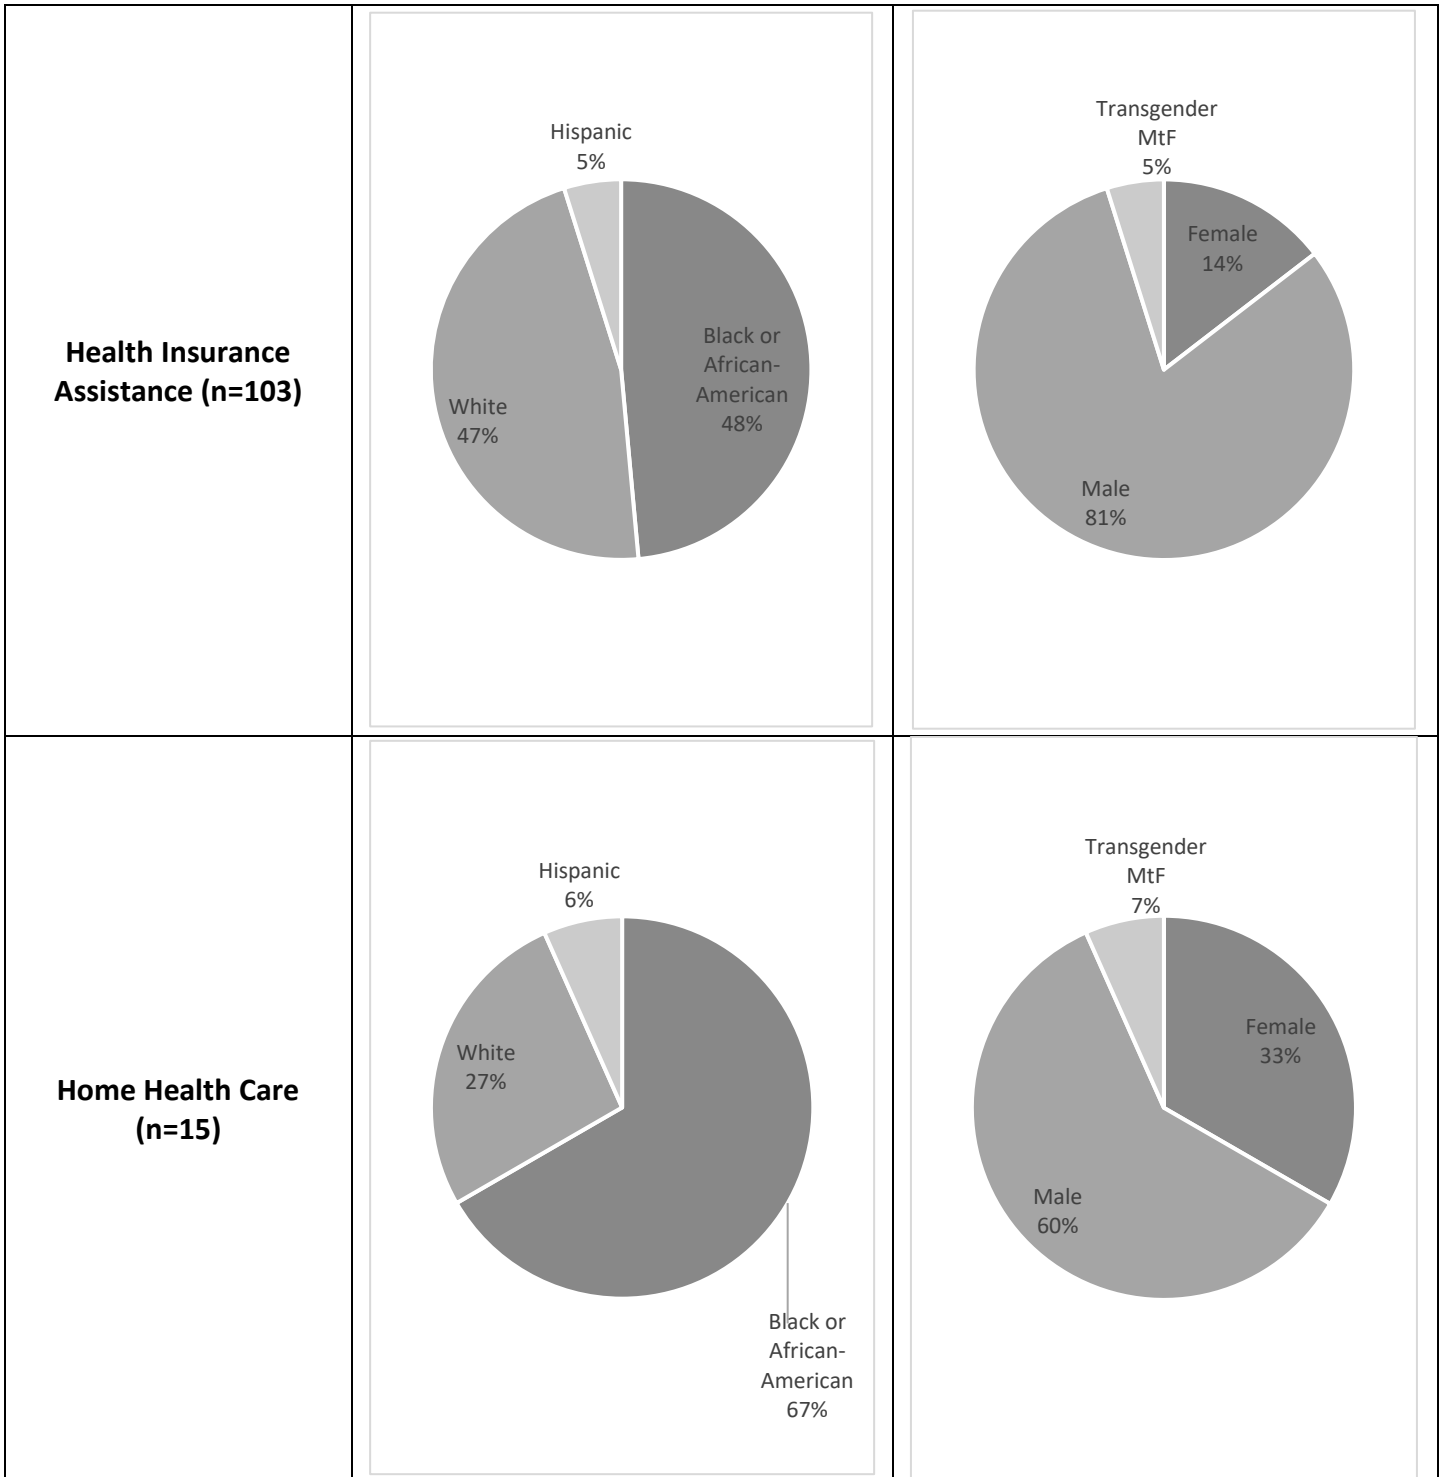 Health Insurance
Assistance (n=103)
Hispanic
5%
Black or
African-
American
48%
White
47%
Transgender
MtF
5%
Female
14%
Male
81%
Home Health Care
(n=15)
Hispanic
6%
White
27%
Black or
African-
American
67%
Transgender
MtF
7%
Female
33%
Male
60%